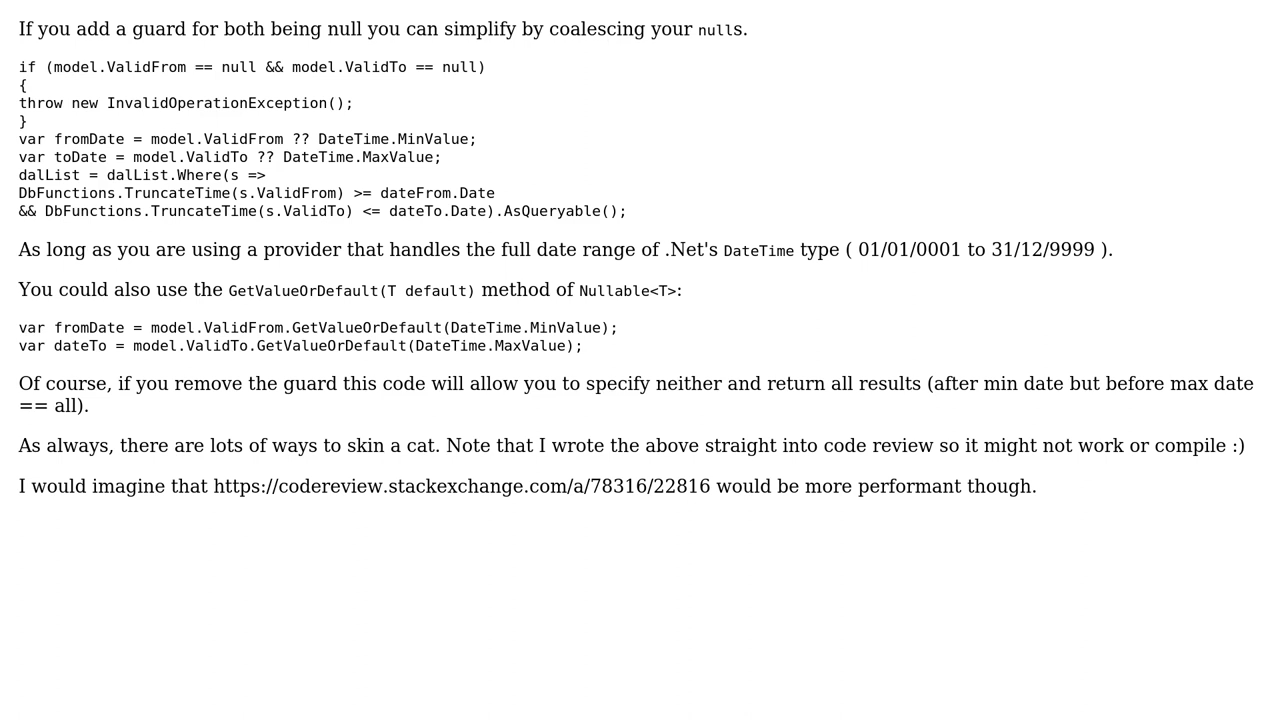 If you add a guard for both being null you can simplify by coalescing your nulls.
if (model.ValidFrom == null && model.ValidTo == null)
{
throw new InvalidOperationException();
}
var fromDate = model.ValidFrom ?? DateTime.MinValue;
var toDate = model.ValidTo ?? DateTime.MaxValue;
dalList = dalList.Where(s =>
DbFunctions.TruncateTime(s.ValidFrom) >= dateFrom.Date
&& DbFunctions.TruncateTime(s.ValidTo) <= dateTo.Date).AsQueryable();
As long as you are using a provider that handles the full date range of .Net's DateTime type ( 01/01/0001 to 31/12/9999 ).
You could also use the GetValueOrDefault(T default) method of Nullable<T>:
var fromDate = model.ValidFrom.GetValueOrDefault(DateTime.MinValue);
var dateTo = model.ValidTo.GetValueOrDefault(DateTime.MaxValue);
Of course, if you remove the guard this code will allow you to specify neither and return all results (after min date but before max date
== all).
As always, there are lots of ways to skin a cat. Note that I wrote the above straight into code review so it might not work or compile :)
I would imagine that https://codereview.stackexchange.com/a/78316/22816 would be more performant though.